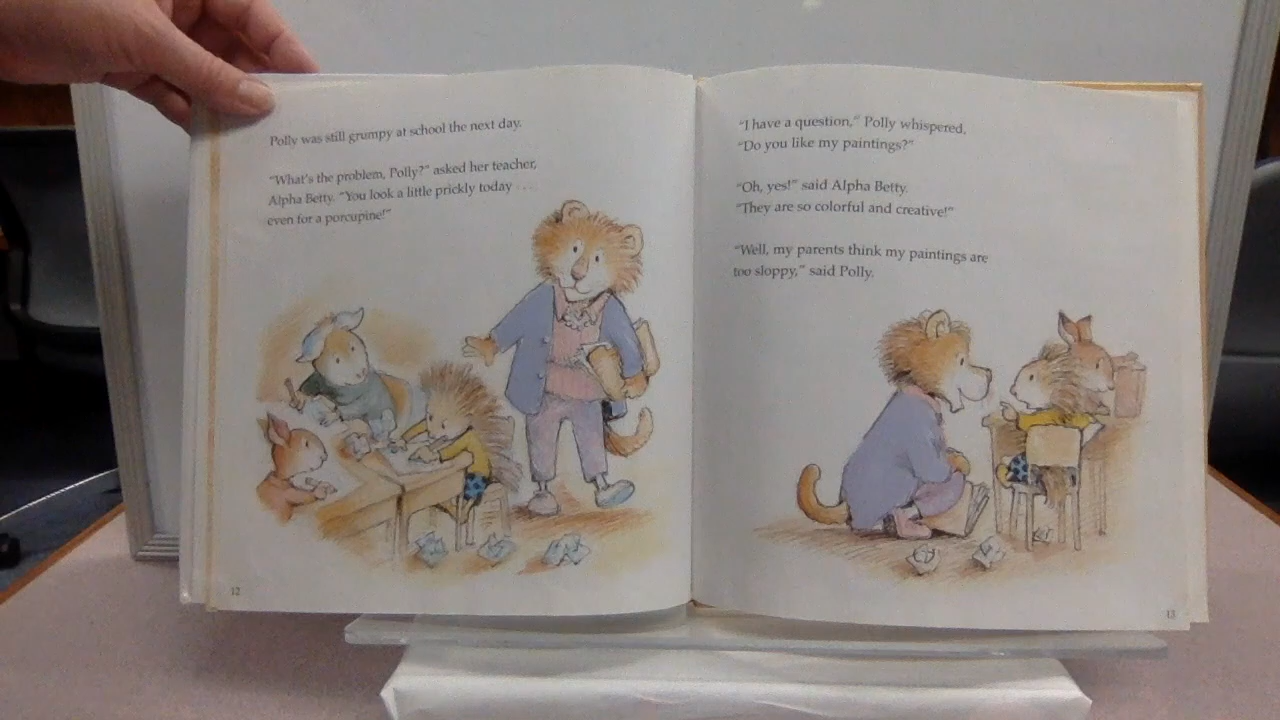 Polly was still grumpy at school the next day.
"What's the problem, Polly?" asked her teacher,
Alpha Betty. "You look a little prickly today . . .
even for a porcupine!"
12
"I have a question," Polly whispered.
"Do you like my paintings?"
"Oh, yes!" said Alpha Betty.
"They are so colorful and creative!"
"Well, my parents think my paintings are
too sloppy," said Polly.
13